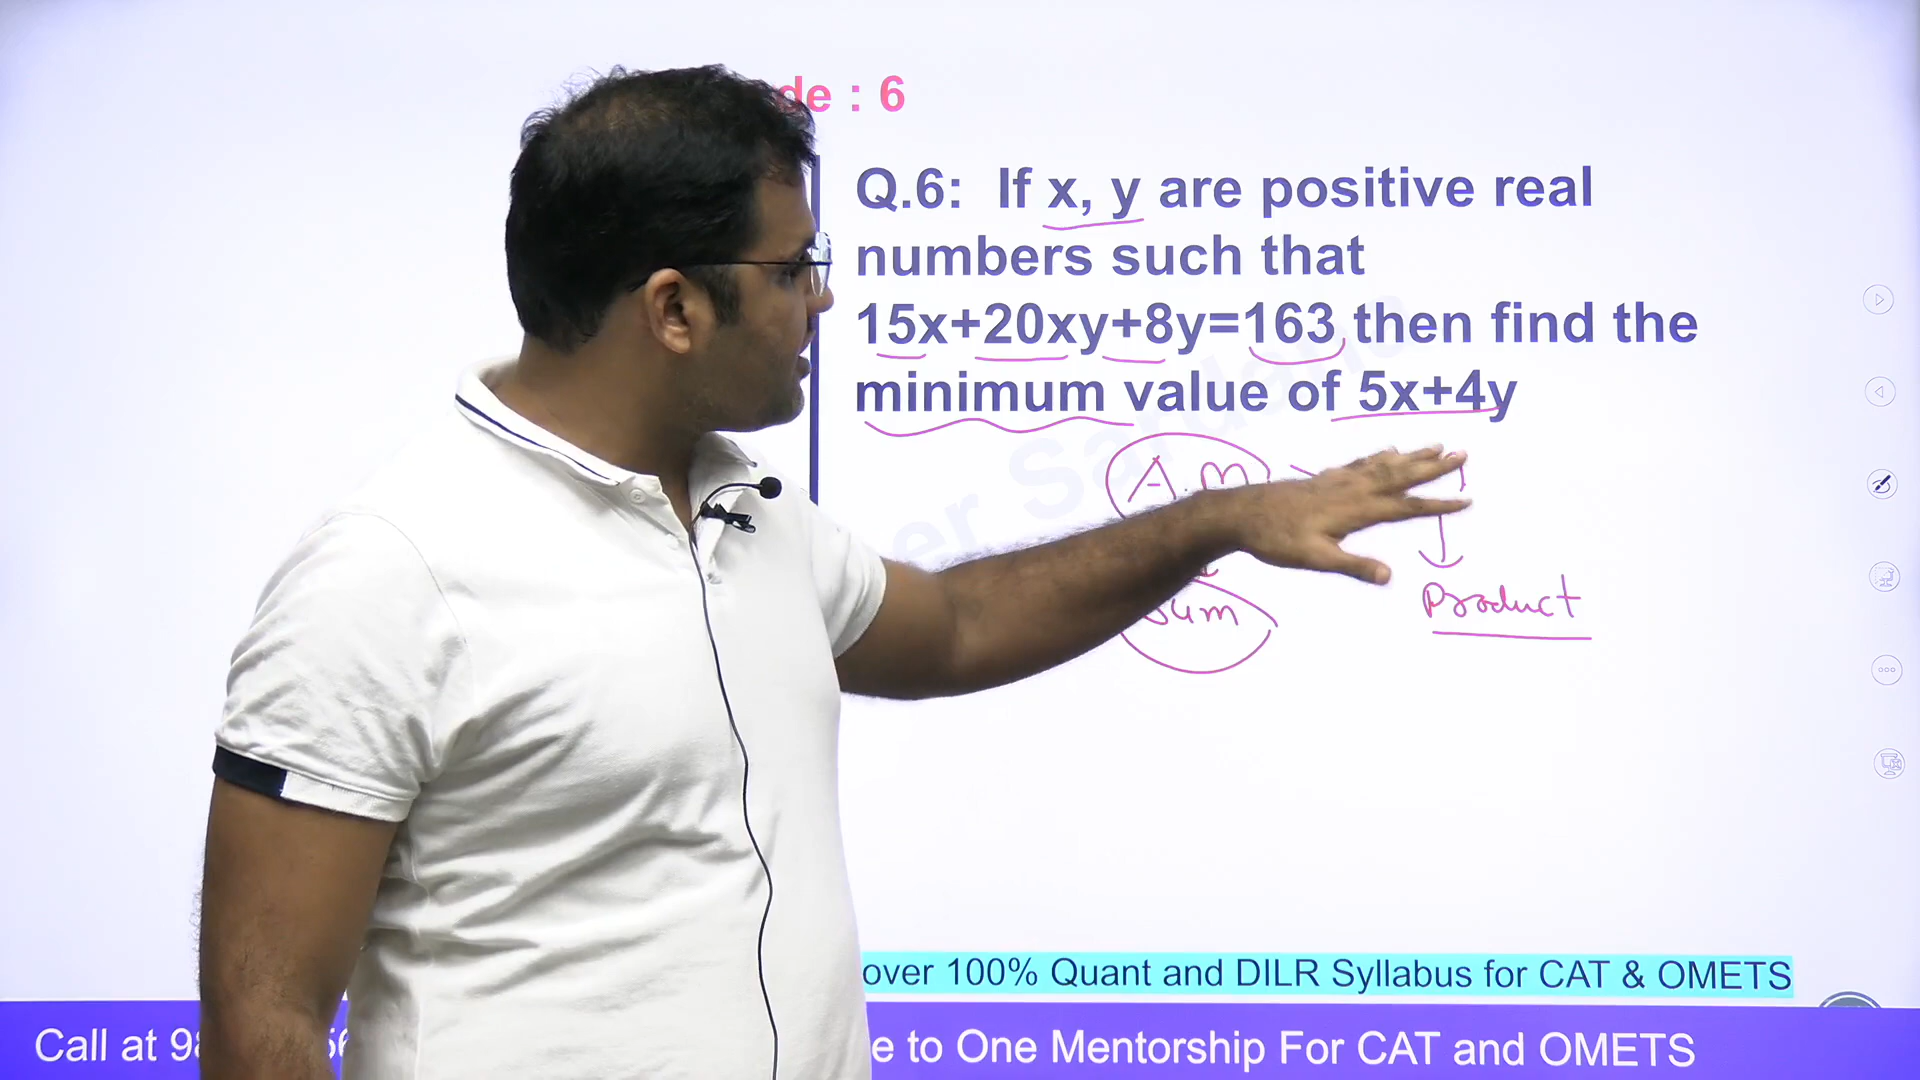 : 6
Q.6: If x, y are positive real
numbers such that
15x+20xy+8y=163 then find the
minimum value of 5x+4y
A.M
Sum
Product
over 100% Quant and DILR Syllabus for CAT & OMETS
Call at
to One Mentorship For CAT and OMETS